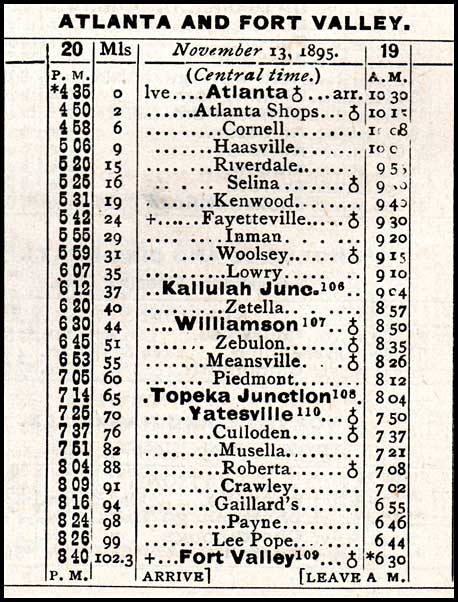 ATLANTA AND FORT VALLEY.
20 Mls November 13, 1895. 19
P. M. (Central time.) A. M.
*4 35 0 lve....Atlanta ♁...arr. 10 30
4 50 2 ......Atlanta Shops...♁
4 58 6 ........Cornell........ 08
5 06 9 ......Haasville........
5 20 15 .......Riverdale.......
5 25 16 ........Selina......♁
5 31 19 .......Kenwood....... 9 40
5 42 24 +......Fayetteville...♁ 9 30
5 55 29 .........Inman........ 9 20
5 59 31 ........Woolsey.....♁ 9 15
6 07 35 ........Lowry........ 9 10
6 12 37 ..Kallulah Junc.106... 9 04
6 20 40 ........Zetella........ 8 57
6 30 44 ....Williamson107..♁ 8 50
6 45 51 .......Zebulon.....♁ 8 35
6 53 55 ......Meansville...♁ 8 26
7 05 60 .......Piedmont....... 8 12
7 14 65 .Topeka Junction108. 8 04
7 25 70 .....Yatesville110...♁ 7 50
7 37 76 .......Culloden.....♁ 7 37
7 51 82 ........Musella........ 7 21
8 04 88 ........Roberta.....♁ 7 08
8 09 91 .......Crawley........ 7 02
8 16 94 .......Gaillard's....... 6 55
8 24 98 ........Payne......... 6 46
8 26 99 .......Lee Pope....... 6 44
8 40 102.3 +...Fort Valley109...♁ *6 30
P. M. ARRIVE] [LEAVE A M.